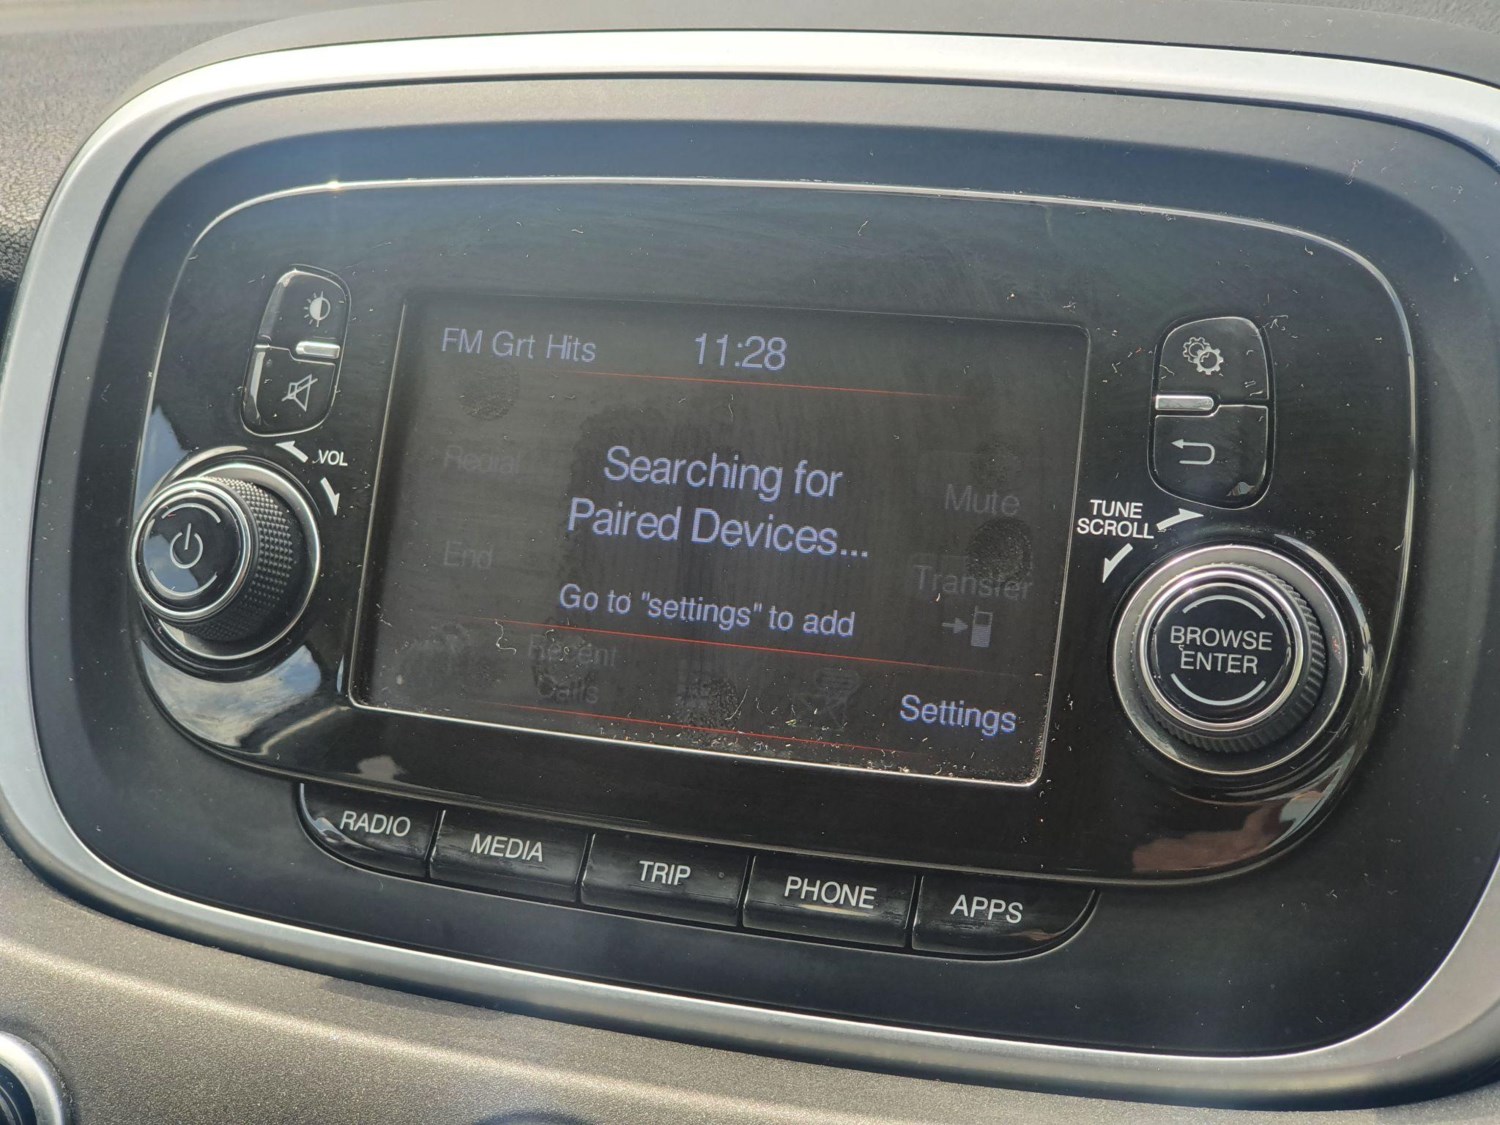 FM Grt Hits 11:28
VOL
Redial
Searching for
Paired Devices...
Mute
TUNE
SCROLL
End
Transfer
Go to "settings" to add
BROWSE
ENTER
Recent
Calls
Settings
RADIO MEDIA TRIP PHONE APPS